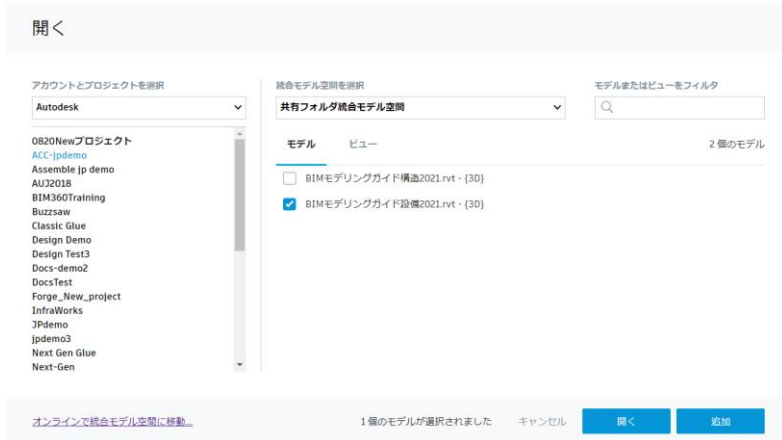 開く
アカウントとプロジェクトを選択
Autodesk
0820Newプロジェクト
ACC-jpdemo
Assemble jp demo
AUJ2018
BIM360Training
Buzzsaw
Classic Glue
Design Demo
Design Test3
Docs-demo2
DocsTest
Forge_New_project
InfraWorks
JPdemo
jpdemo3
Next Gen Glue
Next-Gen
統合モデル空間を選択
共有フォルダ統合モデル空間
モデルまたはビューをフィルタ
モデル ビュー 2 個のモデル
BIMモデリングガイド構造2021.rvt - {3D}
BIMモデリングガイド設備2021.rvt - {3D}
オンラインで統合モデル空間に移動...
1 個のモデルが選択されました キャンセル 開く 追加